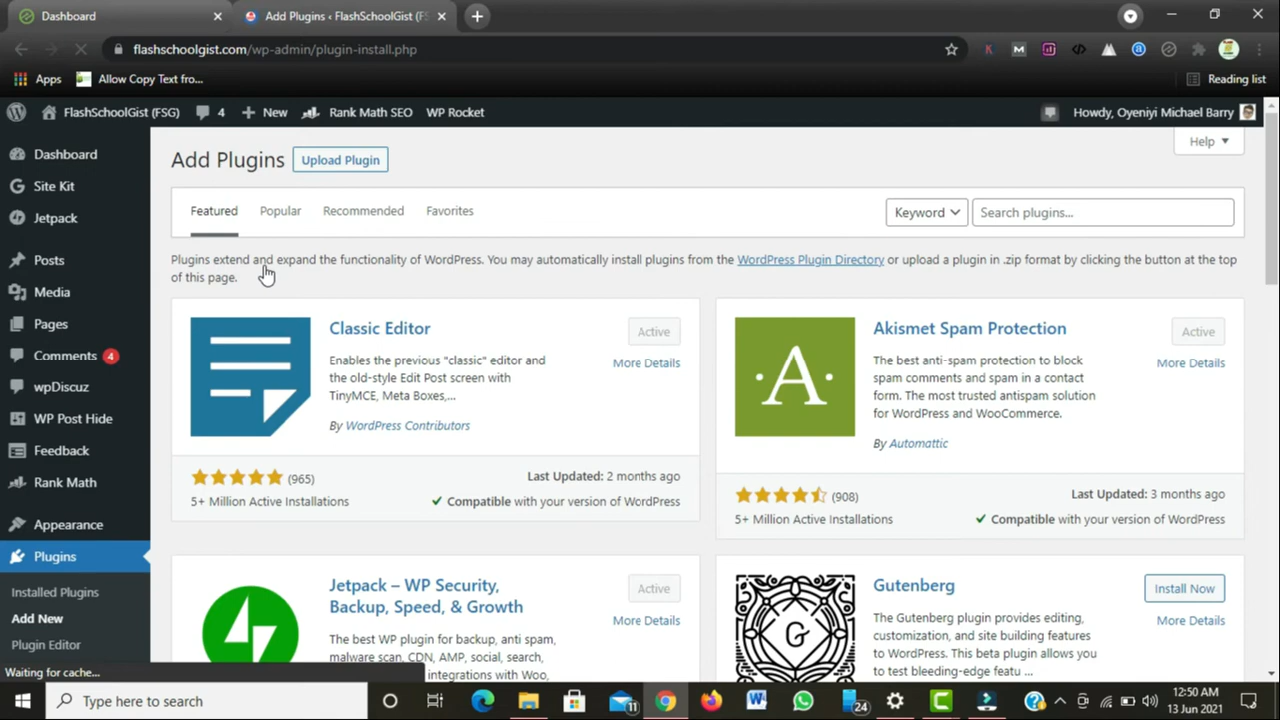 Dashboard
Add Plugins ‹ FlashSchoolGist (FS
flashschoolgist.com/wp-admin/plugin-install.php
Apps
Allow Copy Text fro...
Reading list
FlashSchoolGist (FSG)
4
New
Rank Math SEO
WP Rocket
Howdy, Oyeniyi Michael Barry
Dashboard
Site Kit
Jetpack
Posts
Media
Pages
Comments 4
wpDiscuz
WP Post Hide
Feedback
Rank Math
Appearance
Plugins
Installed Plugins
Add New
Plugin Editor
Waiting for cache...
Add Plugins
Upload Plugin
Help
Featured
Popular
Recommended
Favorites
Keyword
Search plugins...
Plugins extend and expand the functionality of WordPress. You may automatically install plugins from the WordPress Plugin Directory or upload a plugin in .zip format by clicking the button at the top
of this page.
Classic Editor
Active
Enables the previous "classic" editor and
the old-style Edit Post screen with
TinyMCE, Meta Boxes,...
More Details
By WordPress Contributors
(965)
Last Updated: 2 months ago
5+ Million Active Installations
Compatible with your version of WordPress
A
Akismet Spam Protection
Active
The best anti-spam protection to block
spam comments and spam in a contact
form. The most trusted antispam solution
for WordPress and WooCommerce.
More Details
By Automattic
(908)
Last Updated: 3 months ago
5+ Million Active Installations
Compatible with your version of WordPress
Jetpack – WP Security,
Backup, Speed, & Growth
Active
More Details
The best WP plugin for backup, anti spam,
malware scan, CDN, AMP, social, search,
integrations with Woo,
G
Gutenberg
Install Now
The Gutenberg plugin provides editing,
customization, and site building features
to WordPress. This beta plugin allows you
to test bleeding-edge featu ...
More Details
Type here to search
11
24
12:50 AM
13 Jun 2021